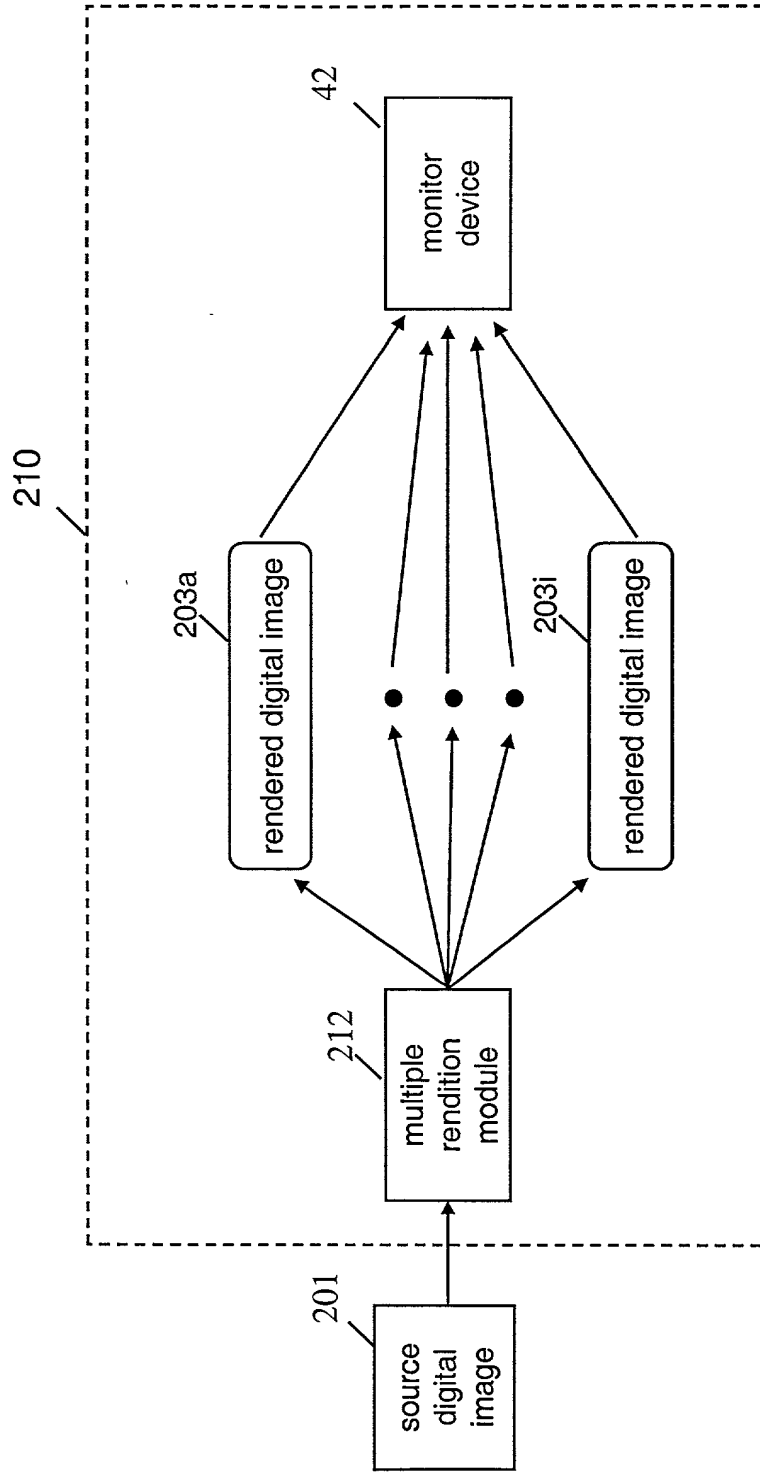 210
201
source
digital
image
212
multiple
rendition
module
203a
rendered digital image
203i
rendered digital image
42
monitor
device